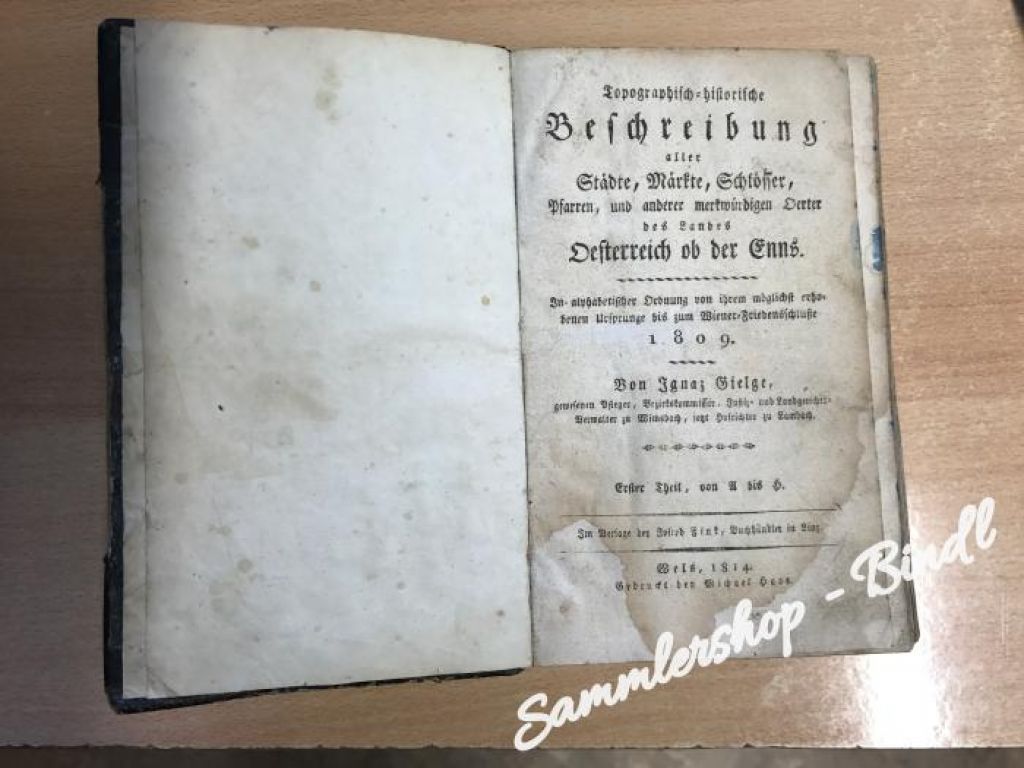 Topographisch-historische
Beschreibung
aller
Städte, Märkte, Schlösser,
Pfarren, und anderer merkwürdigen Oerter
des Landes
Oesterreich ob der Enns.
In alphabetischer Ordnung von ihrem möglichst erho-
benen Ursprunge bis zum Wiener-Friedensschlusse
1809.
Von Ignaz Gielge,
gewesenen Pfleger, Bezirkskommissär, Justiz- und Landgerichts-
Verwalter zu Wimsbach, jetzt Hofrichter zu Lambach.
Erster Theil, von A bis H.
Im Verlage bey Joseph Fink, Buchhändler in Linz.
Wels, 1814.
Gedruckt bey Michael Haas.
Sammlershop - Bindl